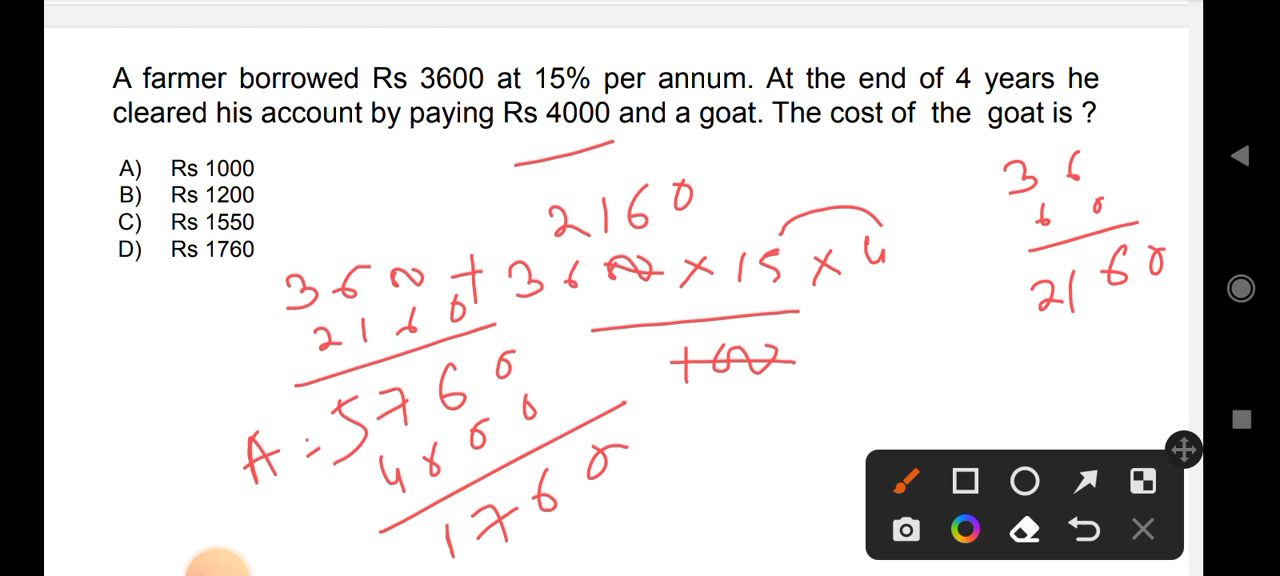 A farmer borrowed Rs 3600 at 15% per annum. At the end of 4 years he
cleared his account by paying Rs 4000 and a goat. The cost of the goat is ?
A) Rs 1000
B) Rs 1200
C) Rs 1550
D) Rs 1760
2160
3600 + 3600 × 15 × 4
100
2160
A = 5760
4000
1760
36
60
2160